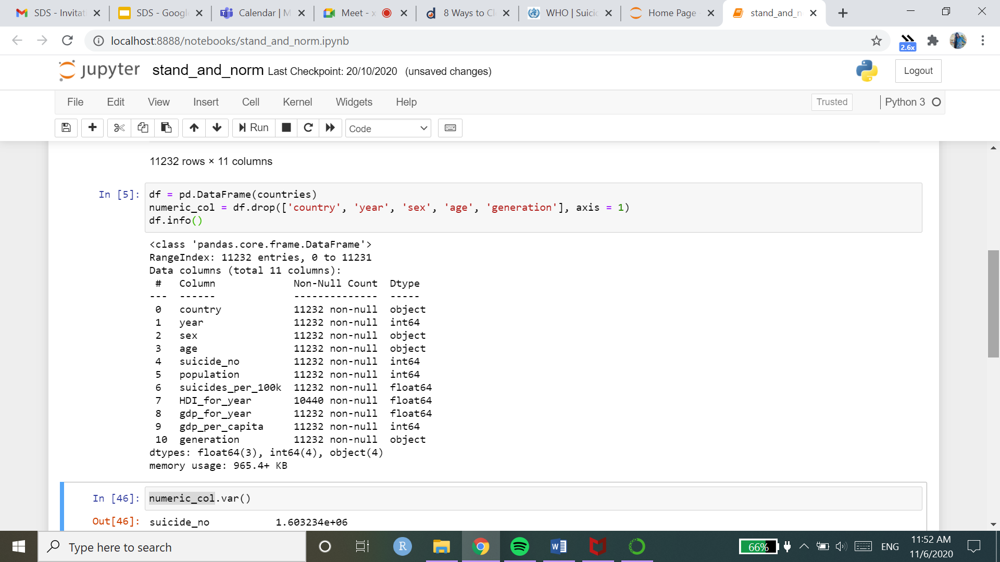 SDS - Invitat
SDS - Googl
Calendar | M
Meet - x
8 Ways to Cl
WHO | Suici
Home Page
stand_and_n
localhost:8888/notebooks/stand_and_norm.ipynb
2.6x
jupyter stand_and_norm Last Checkpoint: 20/10/2020 (unsaved changes)
Logout
File Edit View Insert Cell Kernel Widgets Help
Trusted
Python 3
Run
Code
11232 rows × 11 columns
In [5]: df = pd.DataFrame(countries)
numeric_col = df.drop(['country', 'year', 'sex', 'age', 'generation'], axis = 1)
df.info()
<class 'pandas.core.frame.DataFrame'>
RangeIndex: 11232 entries, 0 to 11231
Data columns (total 11 columns):
# Column Non-Null Count Dtype
--- ------ -------------- -----
0 country 11232 non-null object
1 year 11232 non-null int64
2 sex 11232 non-null object
3 age 11232 non-null object
4 suicide_no 11232 non-null int64
5 population 11232 non-null int64
6 suicides_per_100k 11232 non-null float64
7 HDI_for_year 10440 non-null float64
8 gdp_for_year 11232 non-null float64
9 gdp_per_capita 11232 non-null int64
10 generation 11232 non-null object
dtypes: float64(3), int64(4), object(4)
memory usage: 965.4+ KB
In [46]: numeric_col.var()
Out[46]: suicide_no 1.603234e+06
Type here to search
R
W
66%
ENG
11:52 AM
11/6/2020